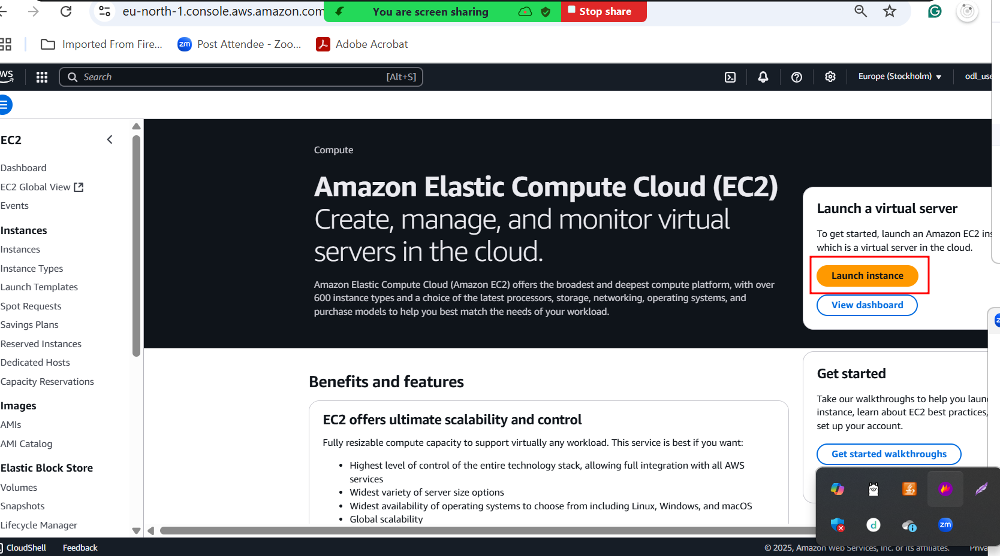 eu-north-1.console.aws.amazon.com
You are screen sharing
Stop share
Imported From Fire...
zm Post Attendee - Zoo...
Adobe Acrobat
Search
[Alt+S]
Europe (Stockholm)
odl_use
EC2
Dashboard
EC2 Global View
Events
Instances
Instances
Instance Types
Launch Templates
Spot Requests
Savings Plans
Reserved Instances
Dedicated Hosts
Capacity Reservations
Images
AMIs
AMI Catalog
Elastic Block Store
Volumes
Snapshots
Lifecycle Manager
Compute
Amazon Elastic Compute Cloud (EC2)
Create, manage, and monitor virtual
servers in the cloud.
Amazon Elastic Compute Cloud (Amazon EC2) offers the broadest and deepest compute platform, with over
600 instance types and a choice of the latest processors, storage, networking, operating systems, and
purchase models to help you best match the needs of your workload.
Launch a virtual server
To get started, launch an Amazon EC2 ins
which is a virtual server in the cloud.
Launch instance
View dashboard
Benefits and features
EC2 offers ultimate scalability and control
Fully resizable compute capacity to support virtually any workload. This service is best if you want:
• Highest level of control of the entire technology stack, allowing full integration with all AWS
services
• Widest variety of server size options
• Widest availability of operating systems to choose from including Linux, Windows, and macOS
• Global scalability
Get started
Take our walkthroughs to help you laun
instance, learn about EC2 best practices,
set up your account.
Get started walkthroughs
zm
CloudShell
Feedback
© 2025, Amazon Web Services, Inc. or its affiliates.
Priva